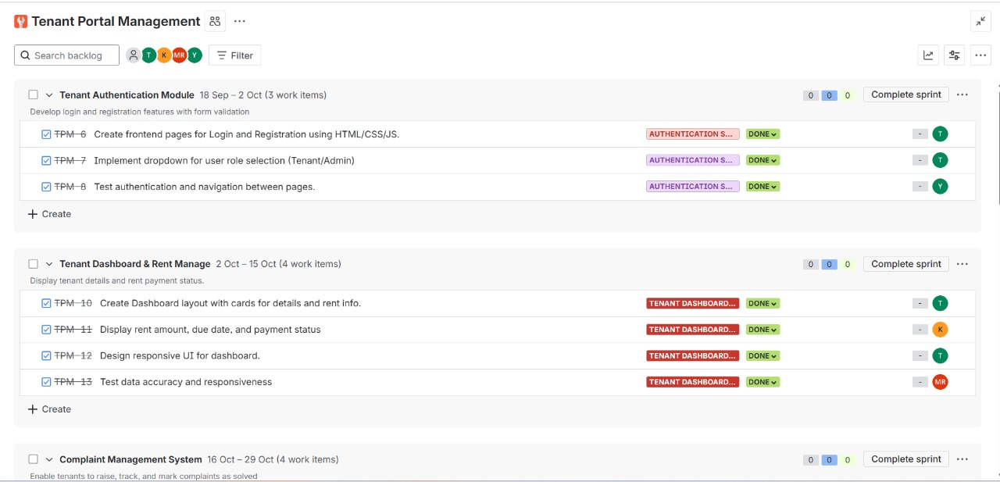 Tenant Portal Management
Search backlog T K MR Y Filter
Tenant Authentication Module 18 Sep – 2 Oct (3 work items) 0 0 0 Complete sprint
Develop login and registration features with form validation
TPM-6 Create frontend pages for Login and Registration using HTML/CSS/JS. AUTHENTICATION S... DONE - T
TPM-7 Implement dropdown for user role selection (Tenant/Admin) AUTHENTICATION S... DONE - T
TPM-8 Test authentication and navigation between pages. AUTHENTICATION S... DONE - Y
Create
Tenant Dashboard & Rent Manage 2 Oct – 15 Oct (4 work items) 0 0 0 Complete sprint
Display tenant details and rent payment status.
TPM-10 Create Dashboard layout with cards for details and rent info. TENANT DASHBOARD... DONE - T
TPM-11 Display rent amount, due date, and payment status TENANT DASHBOARD... DONE - K
TPM-12 Design responsive UI for dashboard. TENANT DASHBOARD... DONE - T
TPM-13 Test data accuracy and responsiveness TENANT DASHBOARD... DONE - MR
Create
Complaint Management System 16 Oct – 29 Oct (4 work items) 0 0 0 Complete sprint
Enable tenants to raise, track, and mark complaints as solved